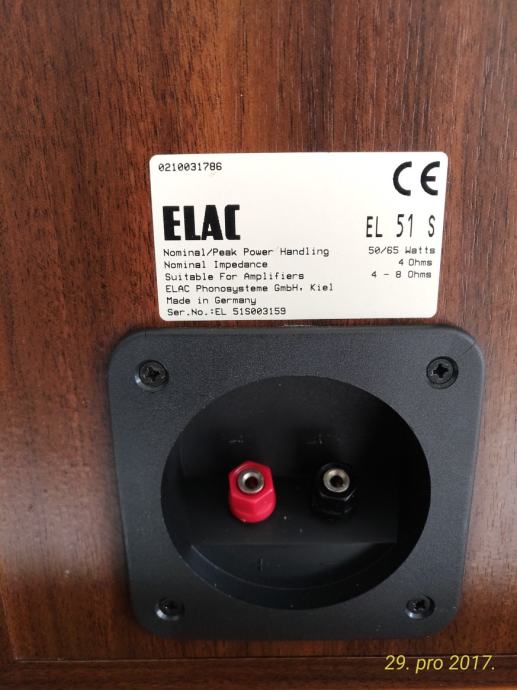 0210031786
CE
ELAC EL 51 S
Nominal/Peak Power Handling 50/65 Watts
Nominal Impedance 4 Ohms
Suitable For Amplifiers 4 - 8 Ohms
ELAC Phonosysteme GmbH, Kiel
Made in Germany
Ser.No.:EL 51S003159
29. pro 2017.